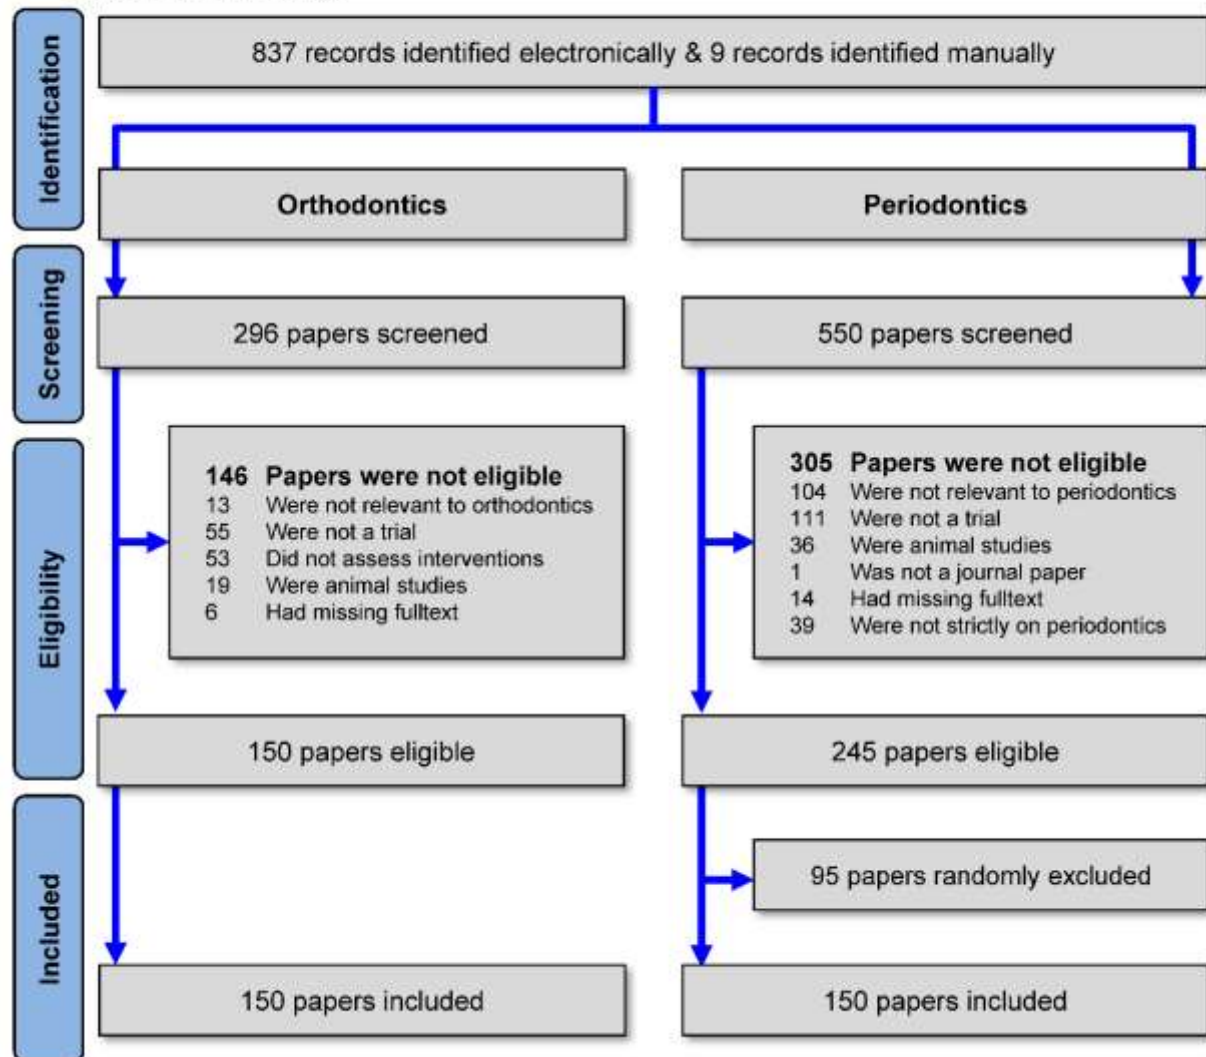 Identification
837 records identified electronically & 9 records identified manually
Orthodontics
Periodontics
Screening
296 papers screened
550 papers screened
Eligibility
146 Papers were not eligible
13 Were not relevant to orthodontics
55 Were not a trial
53 Did not assess interventions
19 Were animal studies
6 Had missing fulltext
305 Papers were not eligible
104 Were not relevant to periodontics
111 Were not a trial
36 Were animal studies
1 Was not a journal paper
14 Had missing fulltext
39 Were not strictly on periodontics
150 papers eligible
245 papers eligible
Included
95 papers randomly excluded
150 papers included
150 papers included